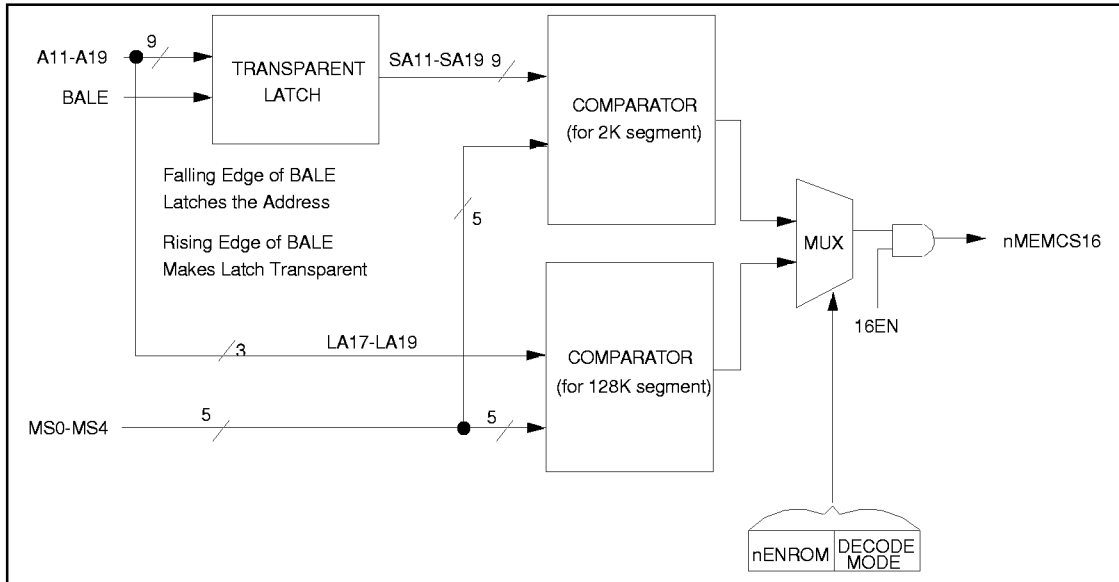 A11-A19
9
BALE
TRANSPARENT
LATCH
SA11-SA19 9
COMPARATOR
(for 2K segment)
Falling Edge of BALE
Latches the Address
5
Rising Edge of BALE
Makes Latch Transparent
MUX
nMEMCS16
16EN
3
LA17-LA19
COMPARATOR
(for 128K segment)
MS0-MS4
5
5
nENROM
DECODE
MODE